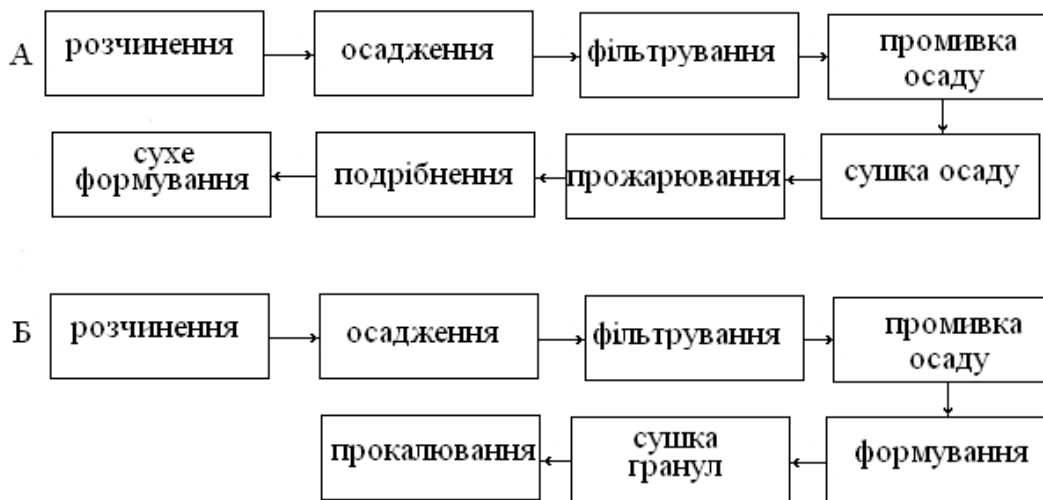 А
розчинення
осадження
фільтрування
промивка
осаду
сушка осаду
прожарювання
подрібнення
сухе
формування
Б
розчинення
осадження
фільтрування
промивка
осаду
формування
сушка
гранул
прокалювання